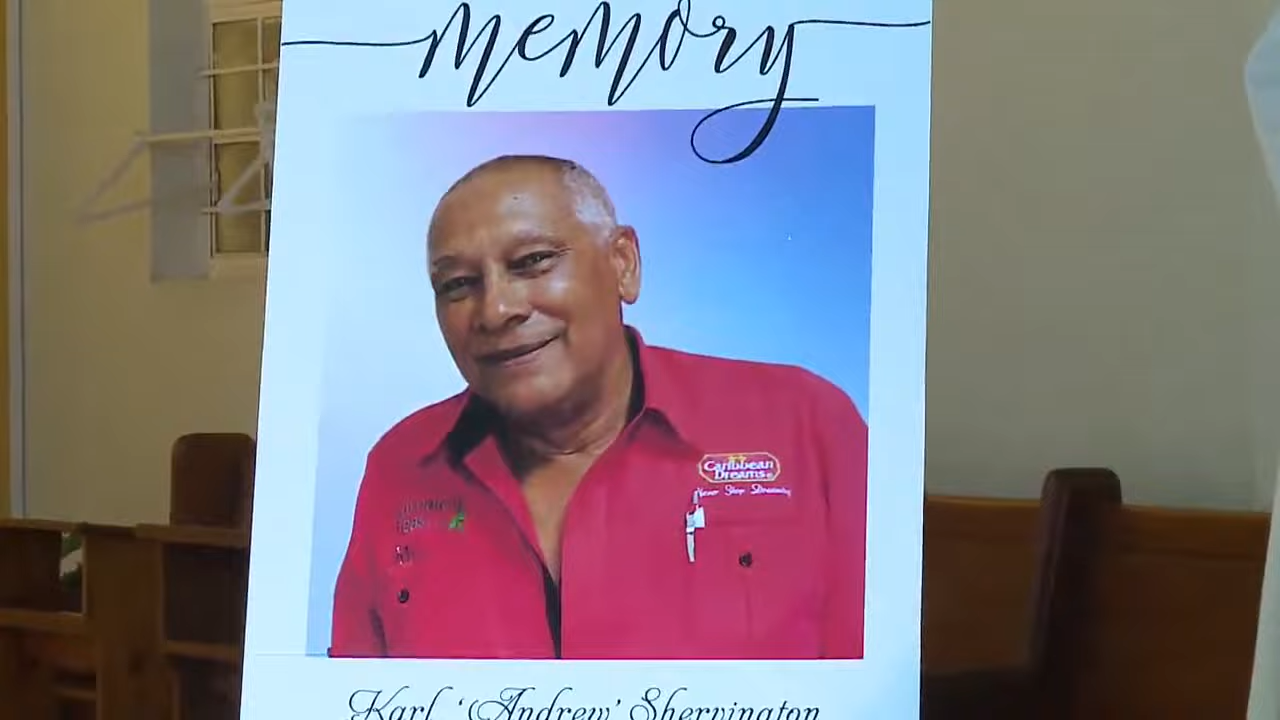 memory
Caribbean
Dreams
Never Stop Dreaming
Karl 'Andrew' Shervington